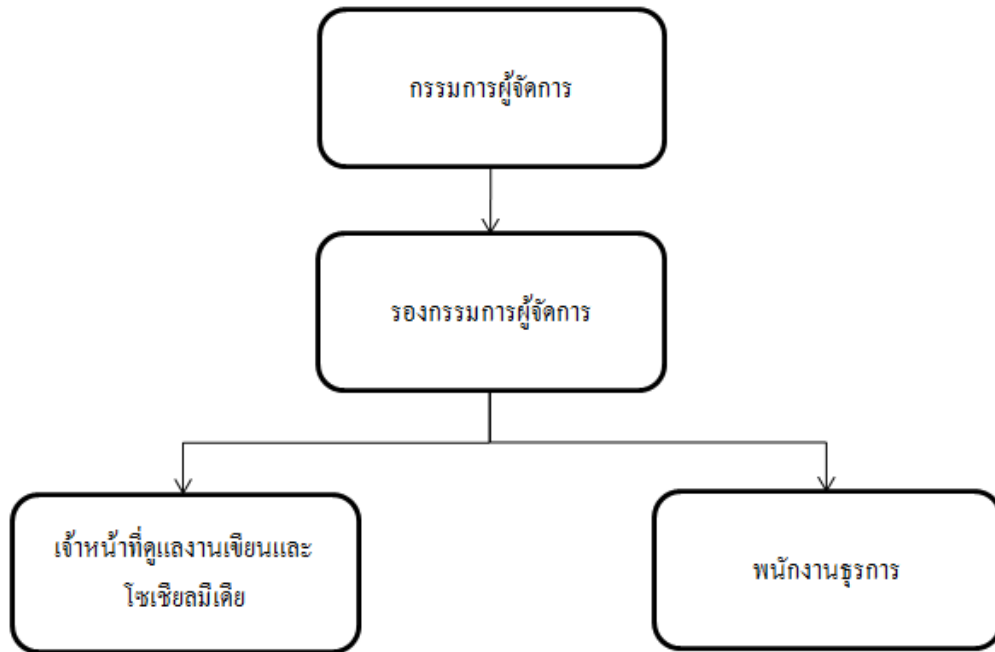 กรรมการผู้จัดการ
รองกรรมการผู้จัดการ
เจ้าหน้าที่ดูแลงานเขียนและ
โซเชียลมีเดีย
พนักงานธุรการ